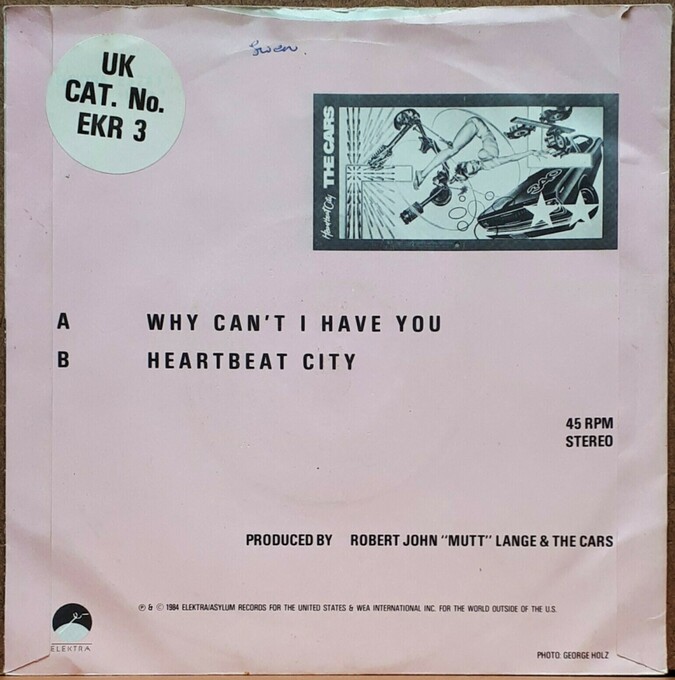 Gwen.
UK
CAT. No.
EKR 3
THE CARS
Heartbeat City
A WHY CAN'T I HAVE YOU
B HEARTBEAT CITY
45 RPM
STEREO
PRODUCED BY ROBERT JOHN "MUTT" LANGE & THE CARS
℗ & © 1984 ELEKTRA/ASYLUM RECORDS FOR THE UNITED STATES & WEA INTERNATIONAL INC. FOR THE WORLD OUTSIDE OF THE U.S.
ELEKTRA
PHOTO: GEORGE HOLZ